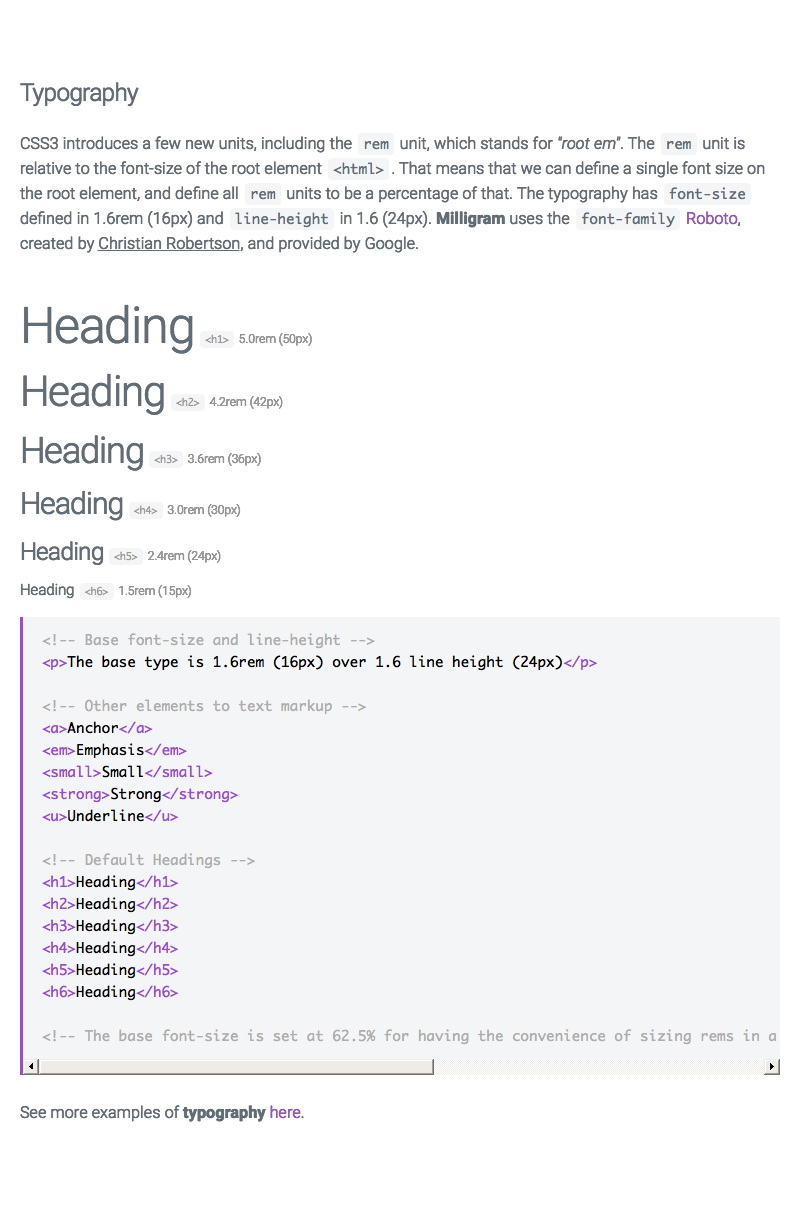 Typography
CSS3 introduces a few new units, including the rem unit, which stands for "root em". The rem unit is
relative to the font-size of the root element <html> . That means that we can define a single font size on
the root element, and define all rem units to be a percentage of that. The typography has font-size
defined in 1.6rem (16px) and line-height in 1.6 (24px). Milligram uses the font-family Roboto,
created by Christian Robertson, and provided by Google.
Heading <h1> 5.0rem (50px)
Heading <h2> 4.2rem (42px)
Heading <h3> 3.6rem (36px)
Heading <h4> 3.0rem (30px)
Heading <h5> 2.4rem (24px)
Heading <h6> 1.5rem (15px)
<!-- Base font-size and line-height -->
<p>The base type is 1.6rem (16px) over 1.6 line height (24px)</p>
<!-- Other elements to text markup -->
<a>Anchor</a>
<em>Emphasis</em>
<small>Small</small>
<strong>Strong</strong>
<u>Underline</u>
<!-- Default Headings -->
<h1>Heading</h1>
<h2>Heading</h2>
<h3>Heading</h3>
<h4>Heading</h4>
<h5>Heading</h5>
<h6>Heading</h6>
<!-- The base font-size is set at 62.5% for having the convenience of sizing rems in a
See more examples of typography here.